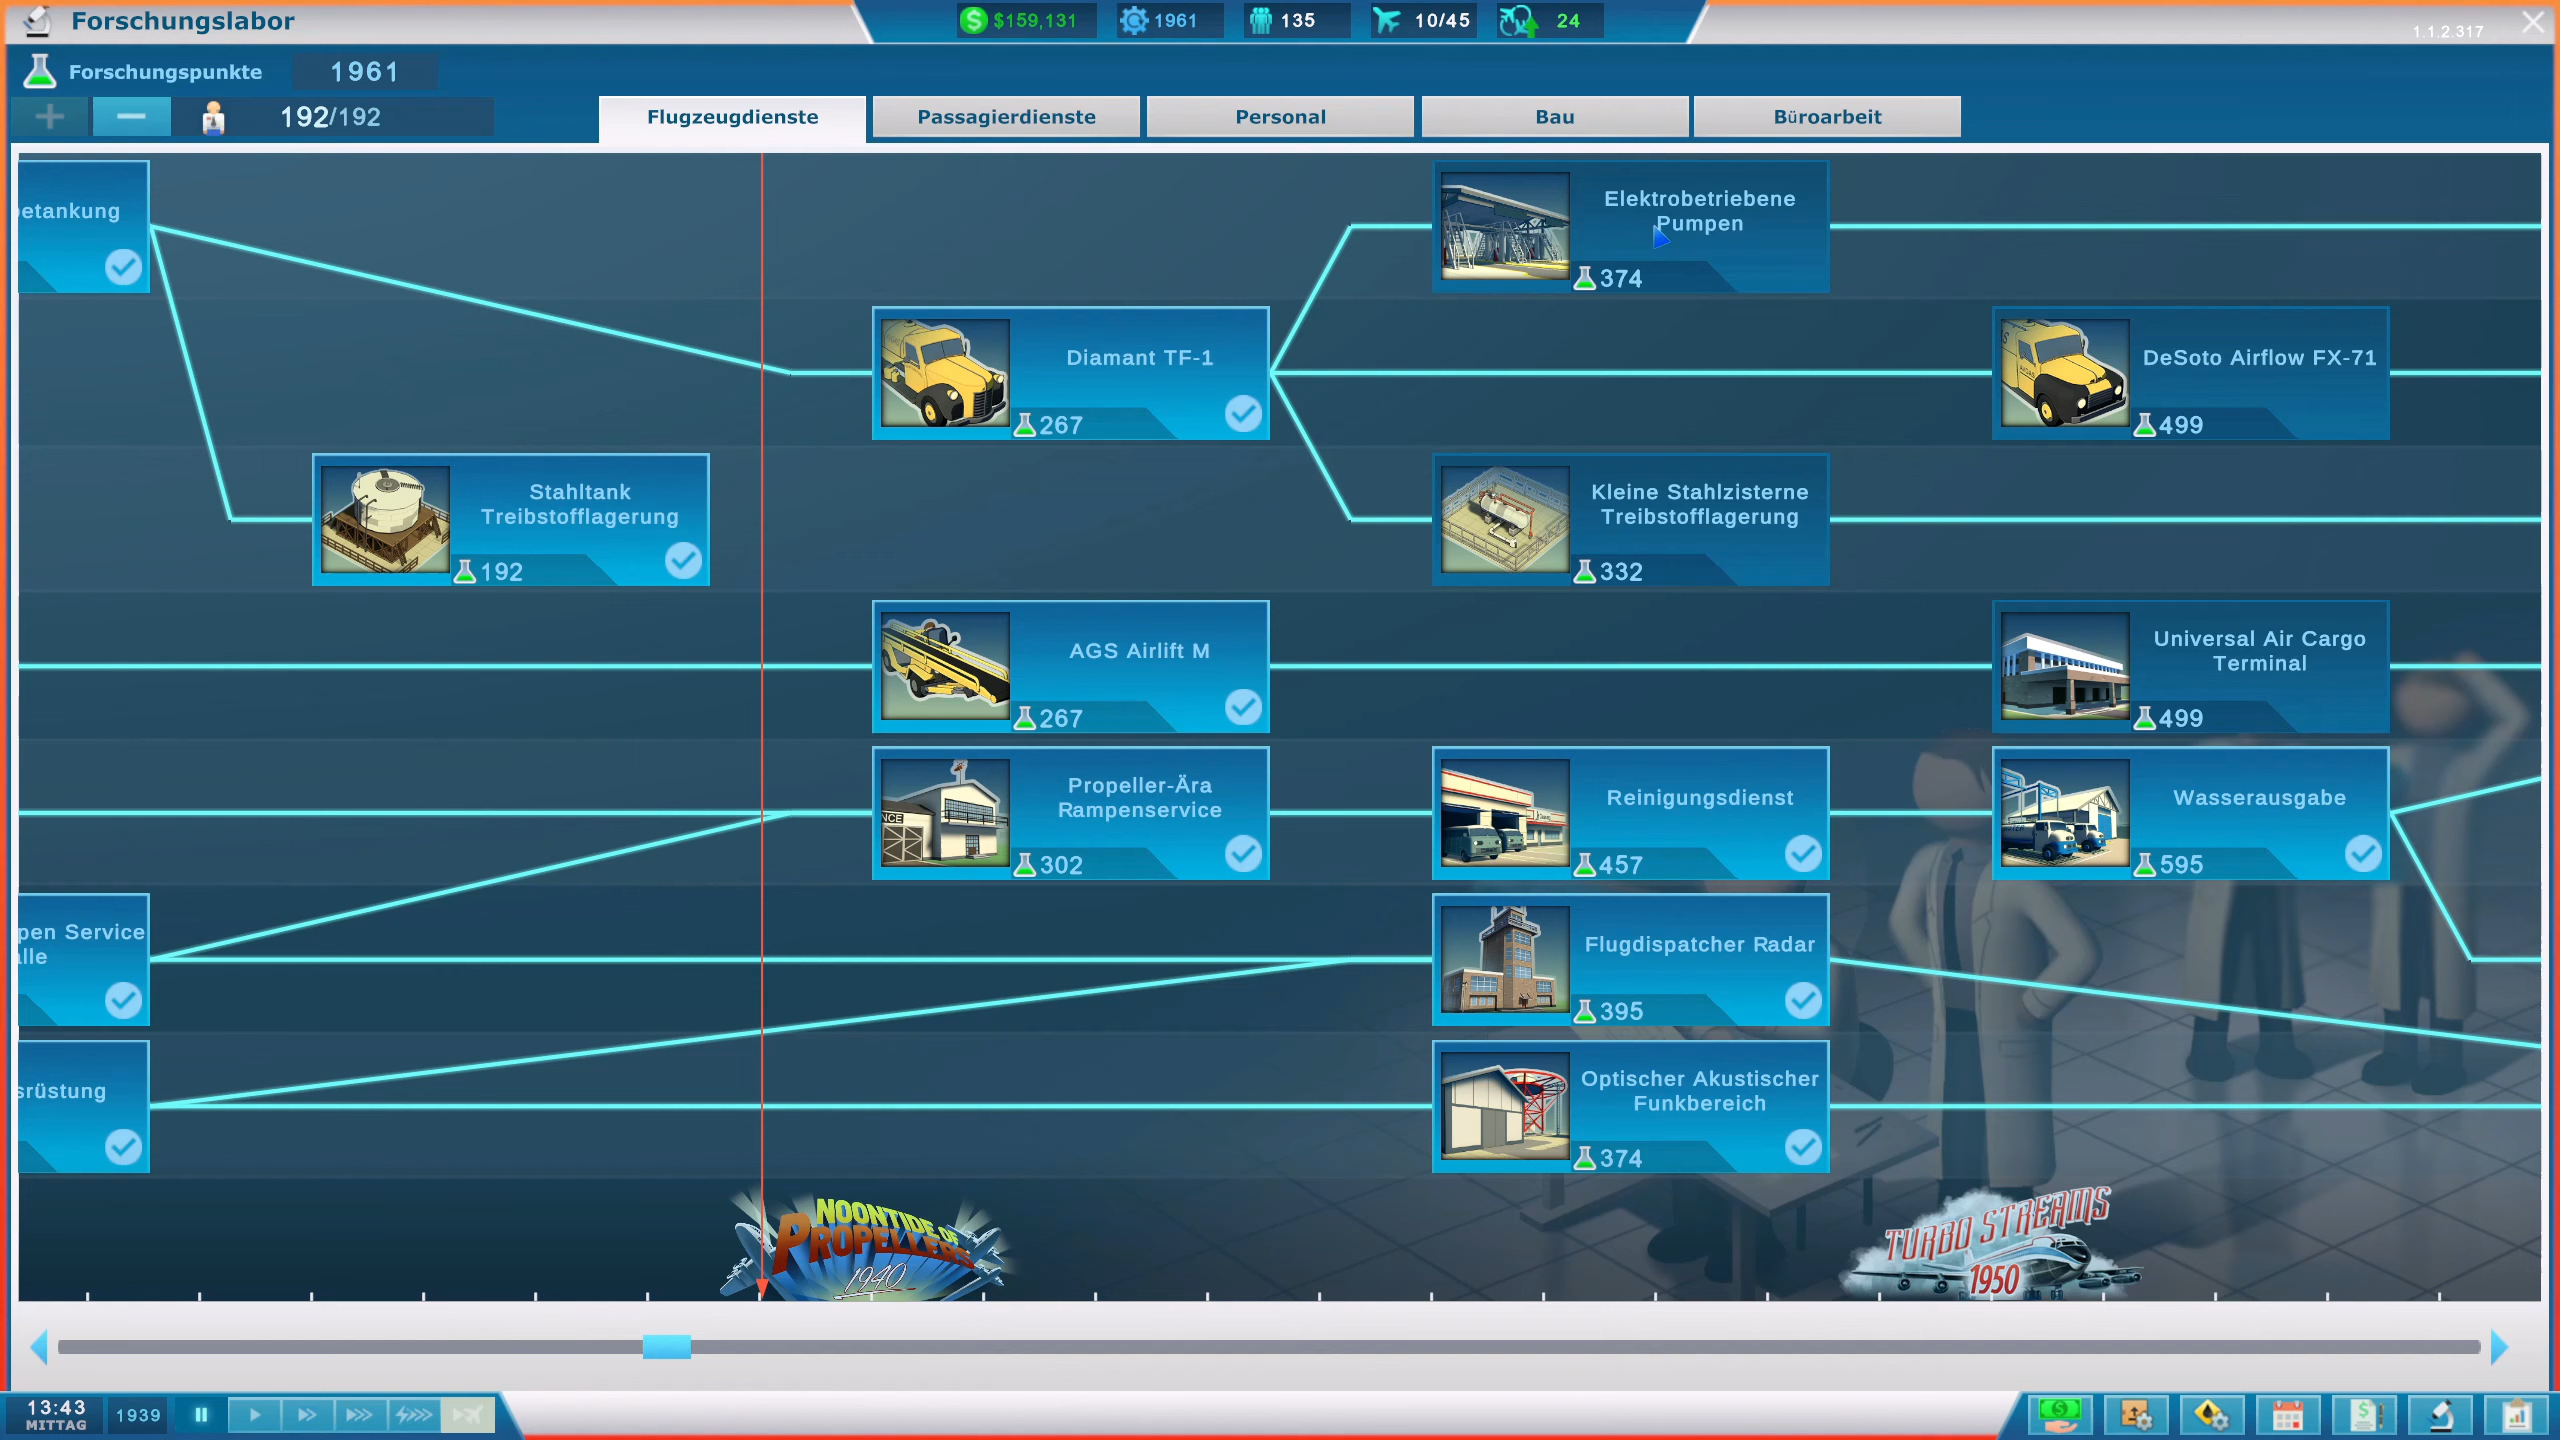 Forschungslabor
$159,131
1961
135
10/45
24
1.1.2.317
Forschungspunkte
1961
192/192
Flugzeugdienste
Passagierdienste
Personal
Bau
Büroarbeit
etankung
Elektrobetriebene
Pumpen
374
Diamant TF-1
267
DeSoto Airflow FX-71
499
Stahltank
Treibstofflagerung
192
Kleine Stahlzisterne
Treibstofflagerung
332
AGS Airlift M
267
Universal Air Cargo
Terminal
499
Propeller-Ära
Rampenservice
302
Reinigungsdienst
457
Wasserausgabe
595
pen Service
lle
Flugdispatcher Radar
395
srüstung
Optischer Akustischer
Funkbereich
374
NOONTIDE OF
PROPELLERS
1940
TURBO STREAMS
1950
13:43
MITTAG
1939